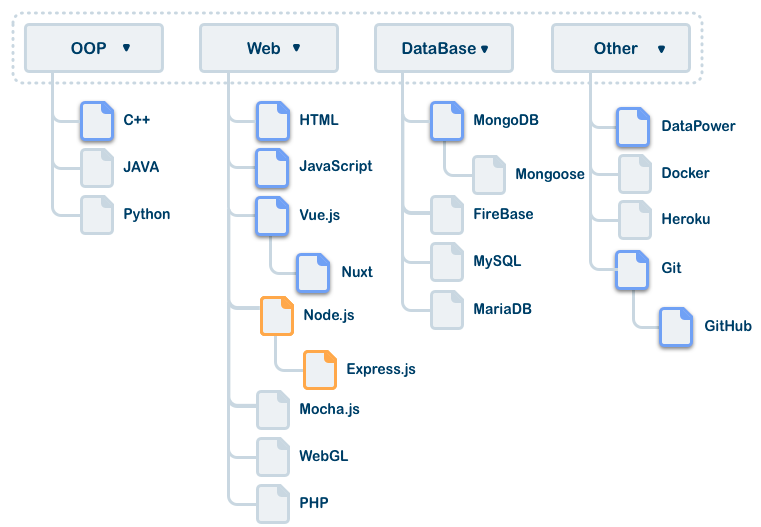 OOP
Web
DataBase
Other
C++
JAVA
Python
HTML
JavaScript
Vue.js
Nuxt
Node.js
Express.js
Mocha.js
WebGL
PHP
MongoDB
Mongoose
FireBase
MySQL
MariaDB
DataPower
Docker
Heroku
Git
GitHub